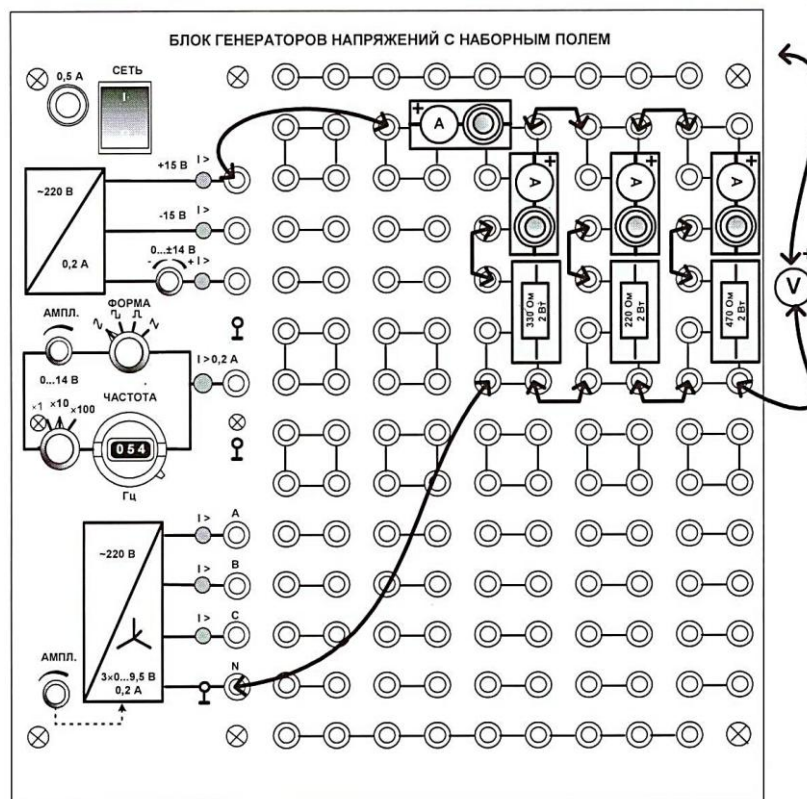 БЛОК ГЕНЕРАТОРОВ НАПРЯЖЕНИЙ С НАБОРНЫМ ПОЛЕМ
0,5 А
СЕТЬ
I
+
A
+15 В
I >
~220 В
-15 В
I >
0,2 А
0...±14 В
- + I >
+
A
+
A
+
A
330 Ом
2 Вт
220 Ом
2 Вт
470 Ом
2 Вт
+
V
АМПЛ.
ФОРМА
0...14 В
I > 0,2 А
×1 ×10 ×100
ЧАСТОТА
054
Гц
I > A
~220 В
I > B
I > C
АМПЛ.
3×0...9,5 В
0,2 А
N